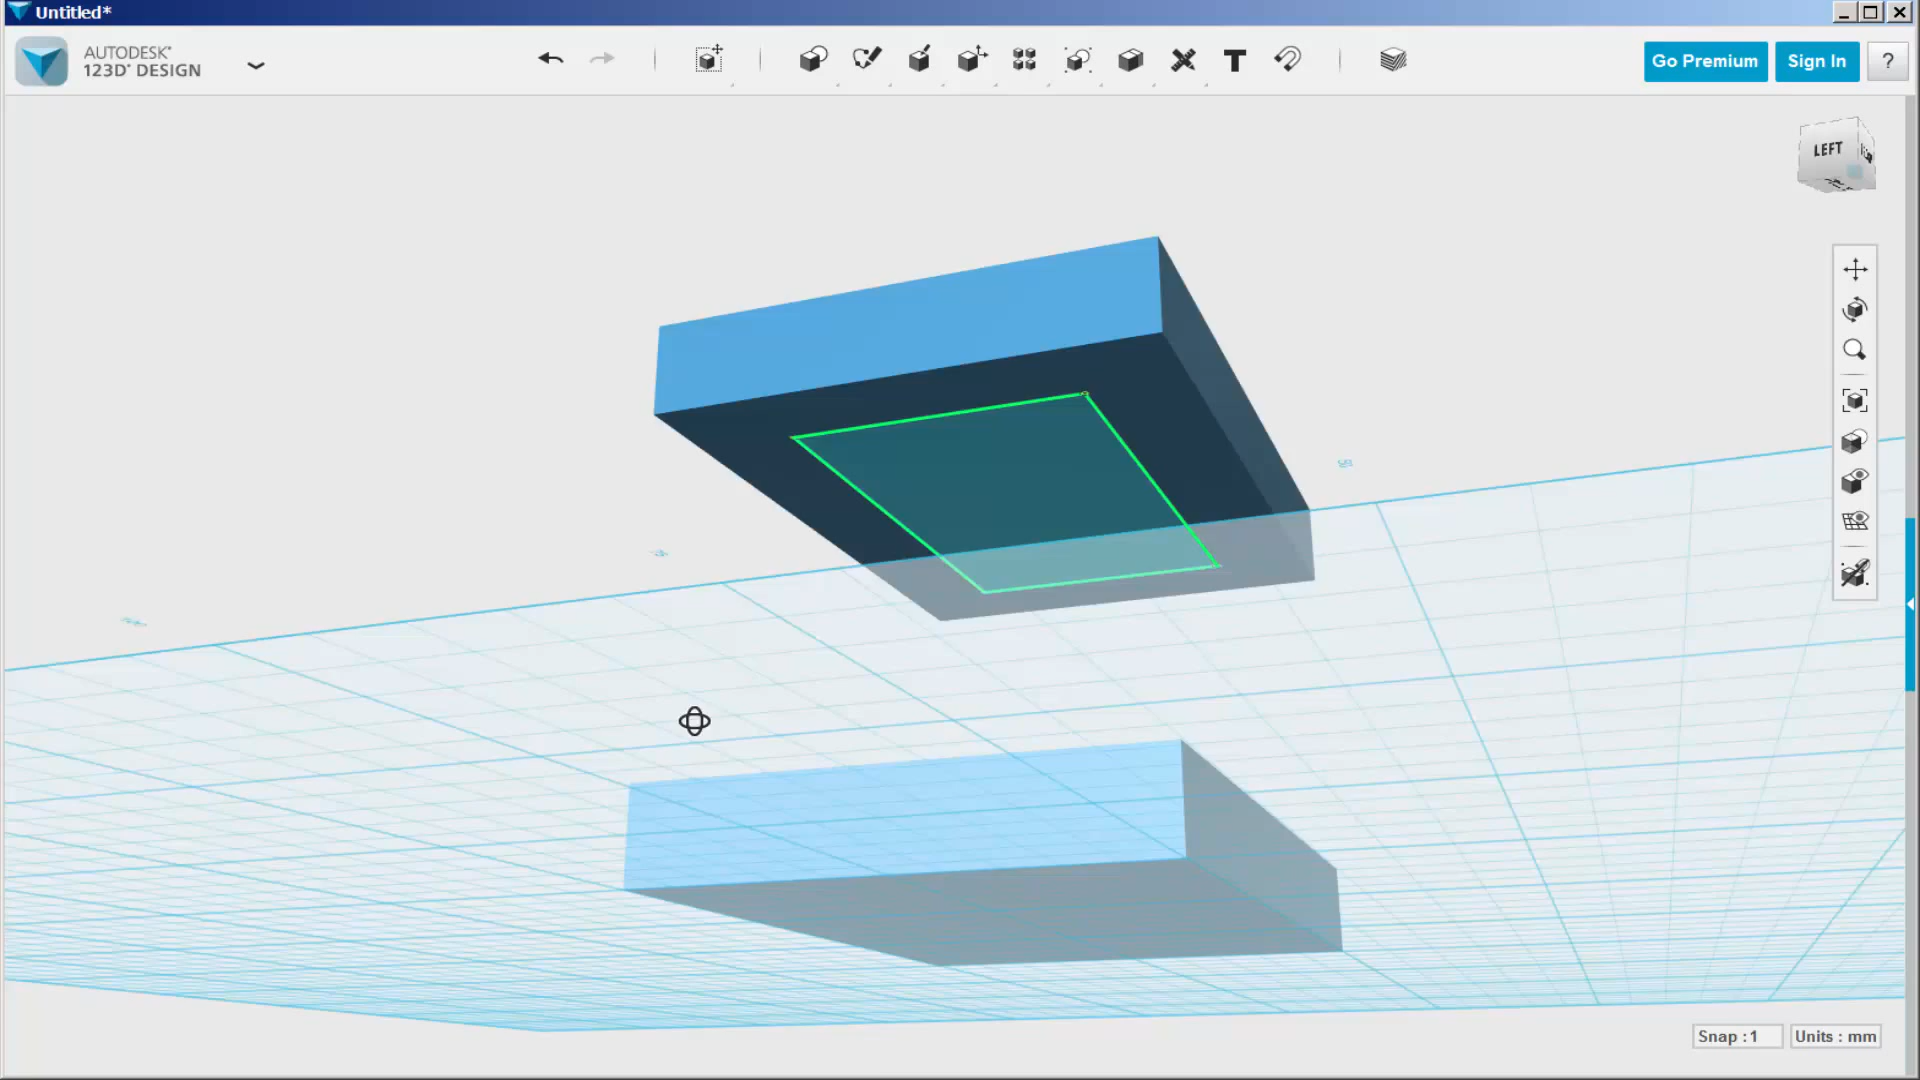 Untitled*
AUTODESK®
123D® DESIGN
Go Premium
Sign In
?
LEFT
Snap : 1
Units : mm